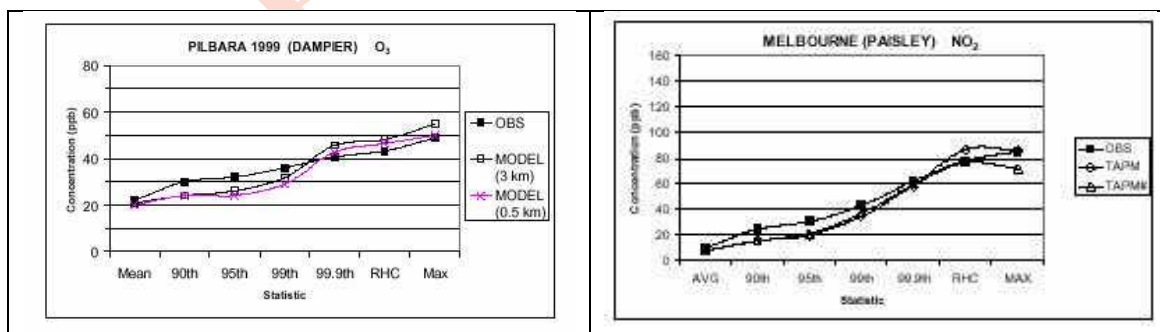 PILBARA 1999 (DAMPIER) O₃
80
60
40
20
0
Concentration (ppb)
Mean 90th 95th 99th 99.9th RHC Max
Statistic
OBS
MODEL
(3 km)
MODEL
(0.5 km)
MELBOURNE (PAISLEY) NO₂
160
140
120
100
80
60
40
20
0
Concentration (ppb)
AVG 90th 95th 99th 99.9th RHC MAX
Statistic
OBS
TAPM
TAPM#